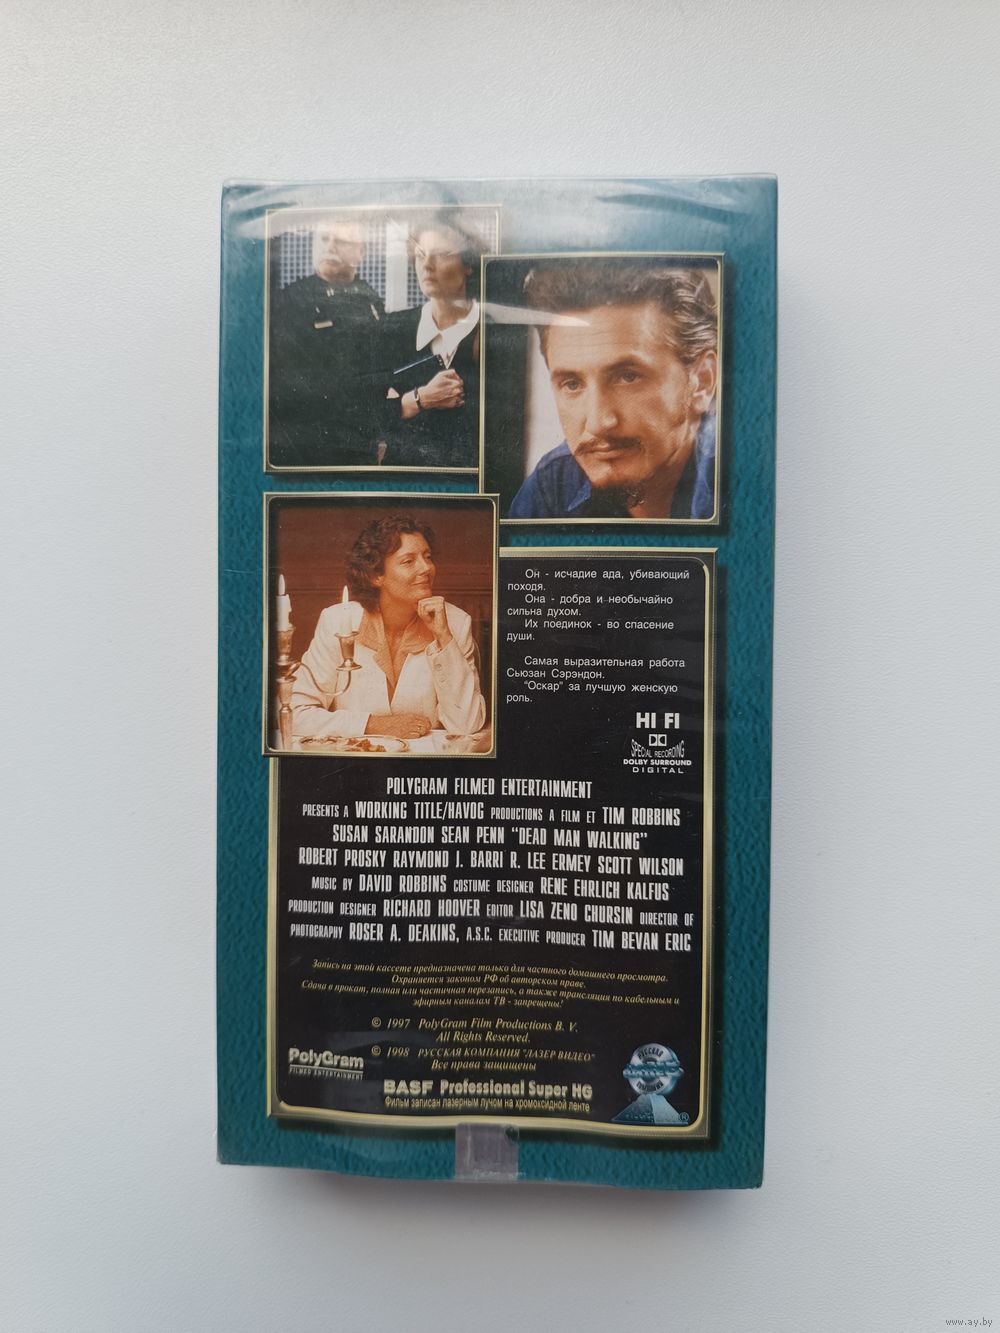 Он - исчадие ада, убивающий
походя.
Она - добра и необычайно
сильна духом.
Их поединок - во спасение
души.
Самая выразительная работа
Сьюзан Сэрэндон.
"Оскар" за лучшую женскую
роль.
HI FI
SPECIAL RECORDING
DOLBY SURROUND
DIGITAL
POLYGRAM FILMED ENTERTAINMENT
PRESENTS A WORKING TITLE/HAVOG PRODUCTIONS A FILM ET TIM ROBBINS
SUSAN SARANDON SEAN PENN "DEAD MAN WALKING"
ROBERT PROSKY RAYMOND J. BARRI R. LEE ERMEY SCOTT WILSON
MUSIC BY DAVID ROBBINS COSTUME DESIGNER RENE EHRLICH KALFUS
PRODUCTION DESIGNER RICHARD HOOVER EDITOR LISA ZENO CHURSIN DIRECTOR OF
PHOTOGRAPHY ROSER A. DEAKINS, A.S.C. EXECUTIVE PRODUCER TIM BEVAN ERIC
Запись на этой кассете предназначена только для частного домашнего просмотра.
Охраняется законом РФ об авторском праве.
Сдача в прокат, полная или частичная перезапись, а также трансляция по кабельным и
эфирным каналам ТВ - запрещены!
© 1997 PolyGram Film Productions B. V.
All Rights Reserved.
© 1998 РУССКАЯ КОМПАНИЯ "ЛАЗЕР ВИДЕО"
Все права защищены
PolyGram
FILMED ENTERTAINMENT
BASF Professional Super HG
Фильм записан лазерным лучом на хромоксидной ленте
РУССКАЯ
КОМПАНИЯ
®
www.ay.by